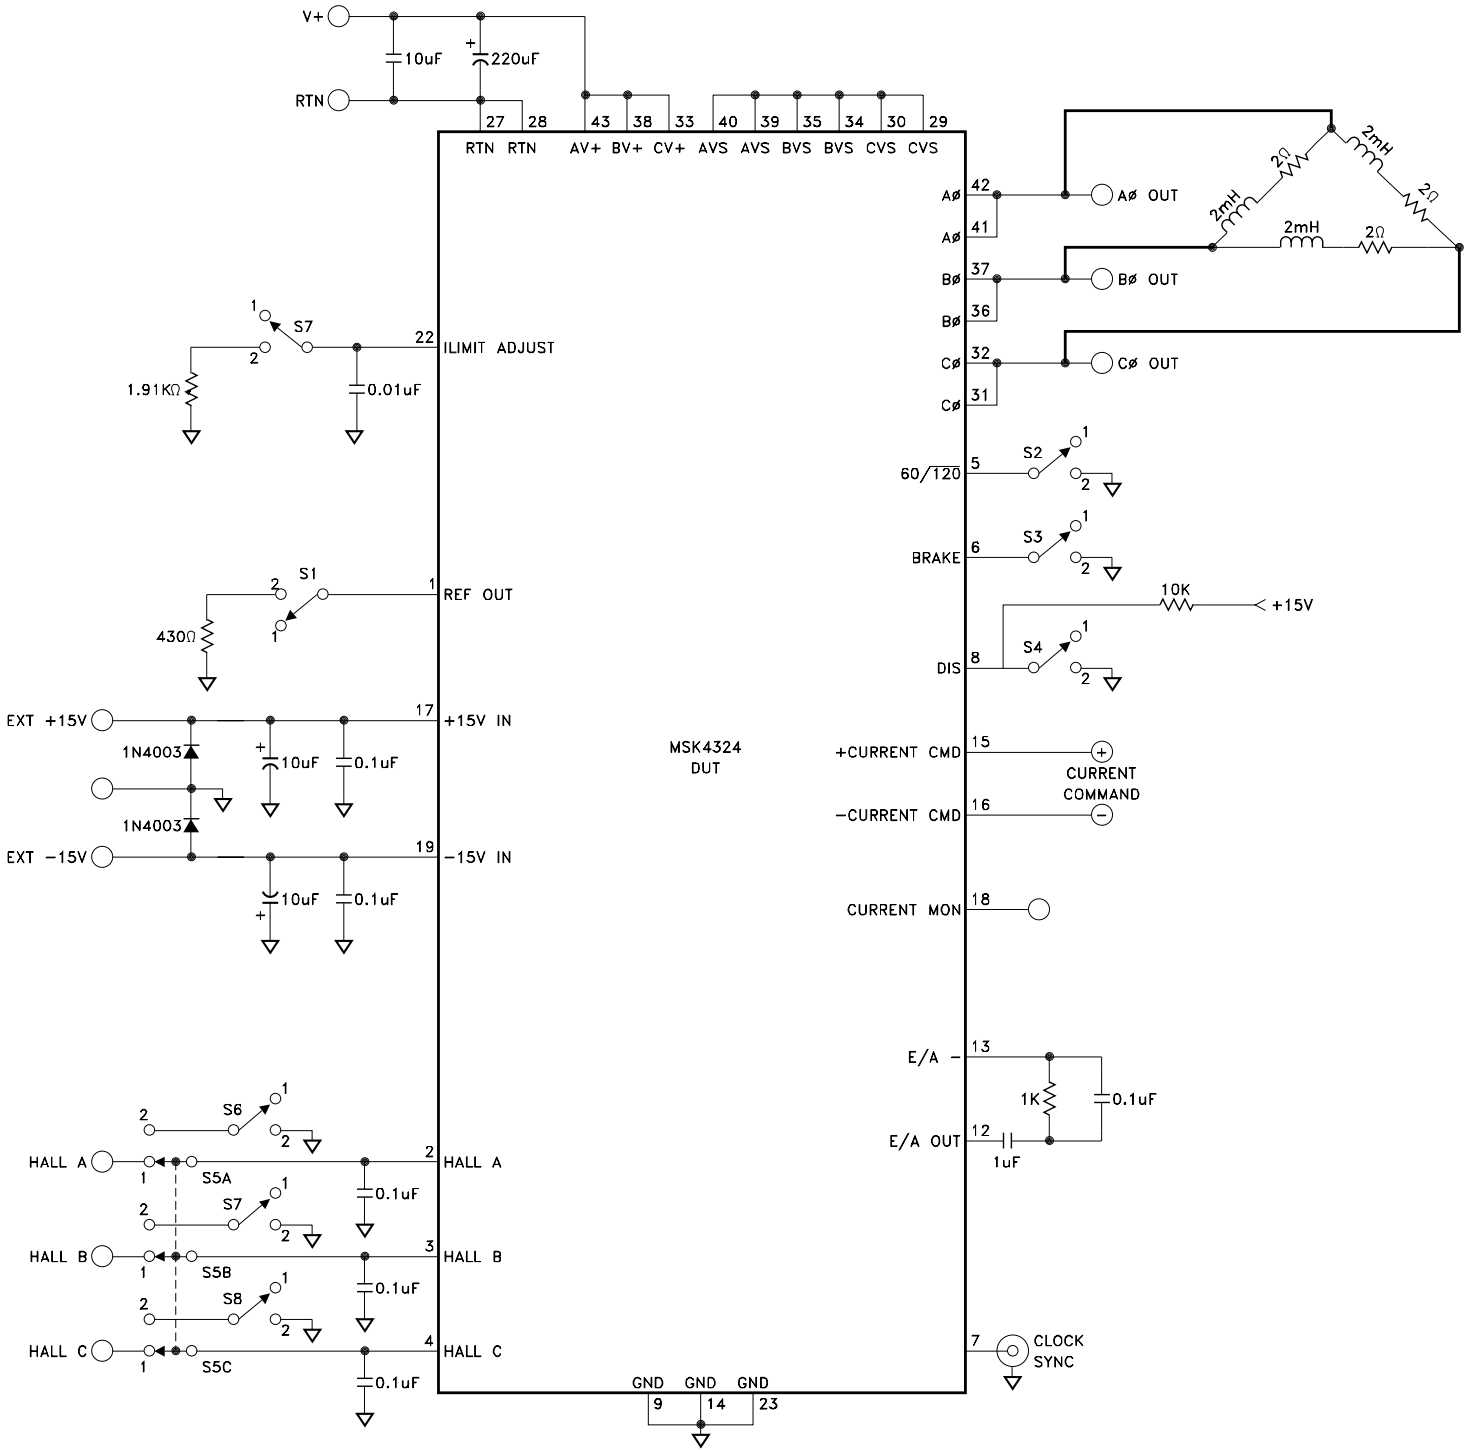 V+
10uF
+
220uF
RTN
27 28 43 38 33 40 39 35 34 30 29
RTN RTN AV+ BV+ CV+ AVS AVS BVS BVS CVS CVS
42
AØ
AØ OUT
41
AØ
37
BØ
BØ OUT
36
BØ
32
CØ
CØ OUT
31
CØ
2mH
2Ω
2Ω
2mH
2mH
2Ω
1
S7
2
22
ILIMIT ADJUST
1.91KΩ
0.01uF
5
60/1̅2̅0̅
S2
1
2
6
BRAKE
S3
1
2
10K
+15V
8
DIS
S4
1
2
S1
2
1
1
REF OUT
430Ω
EXT +15V
17
+15V IN
1N4003
+
10uF
0.1uF
1N4003
EXT -15V
19
-15V IN
10uF
+
0.1uF
MSK4324
DUT
15
+CURRENT CMD
+
CURRENT
COMMAND
16
-CURRENT CMD
−
18
CURRENT MON
13
E/A -
1K
0.1uF
12
E/A OUT
1uF
2
S6
1
2
HALL A
1
S5A
2
HALL A
0.1uF
2
S7
1
2
HALL B
1
S5B
3
HALL B
0.1uF
2
S8
1
2
HALL C
1
S5C
4
HALL C
0.1uF
7
CLOCK
SYNC
GND GND GND
9 14 23